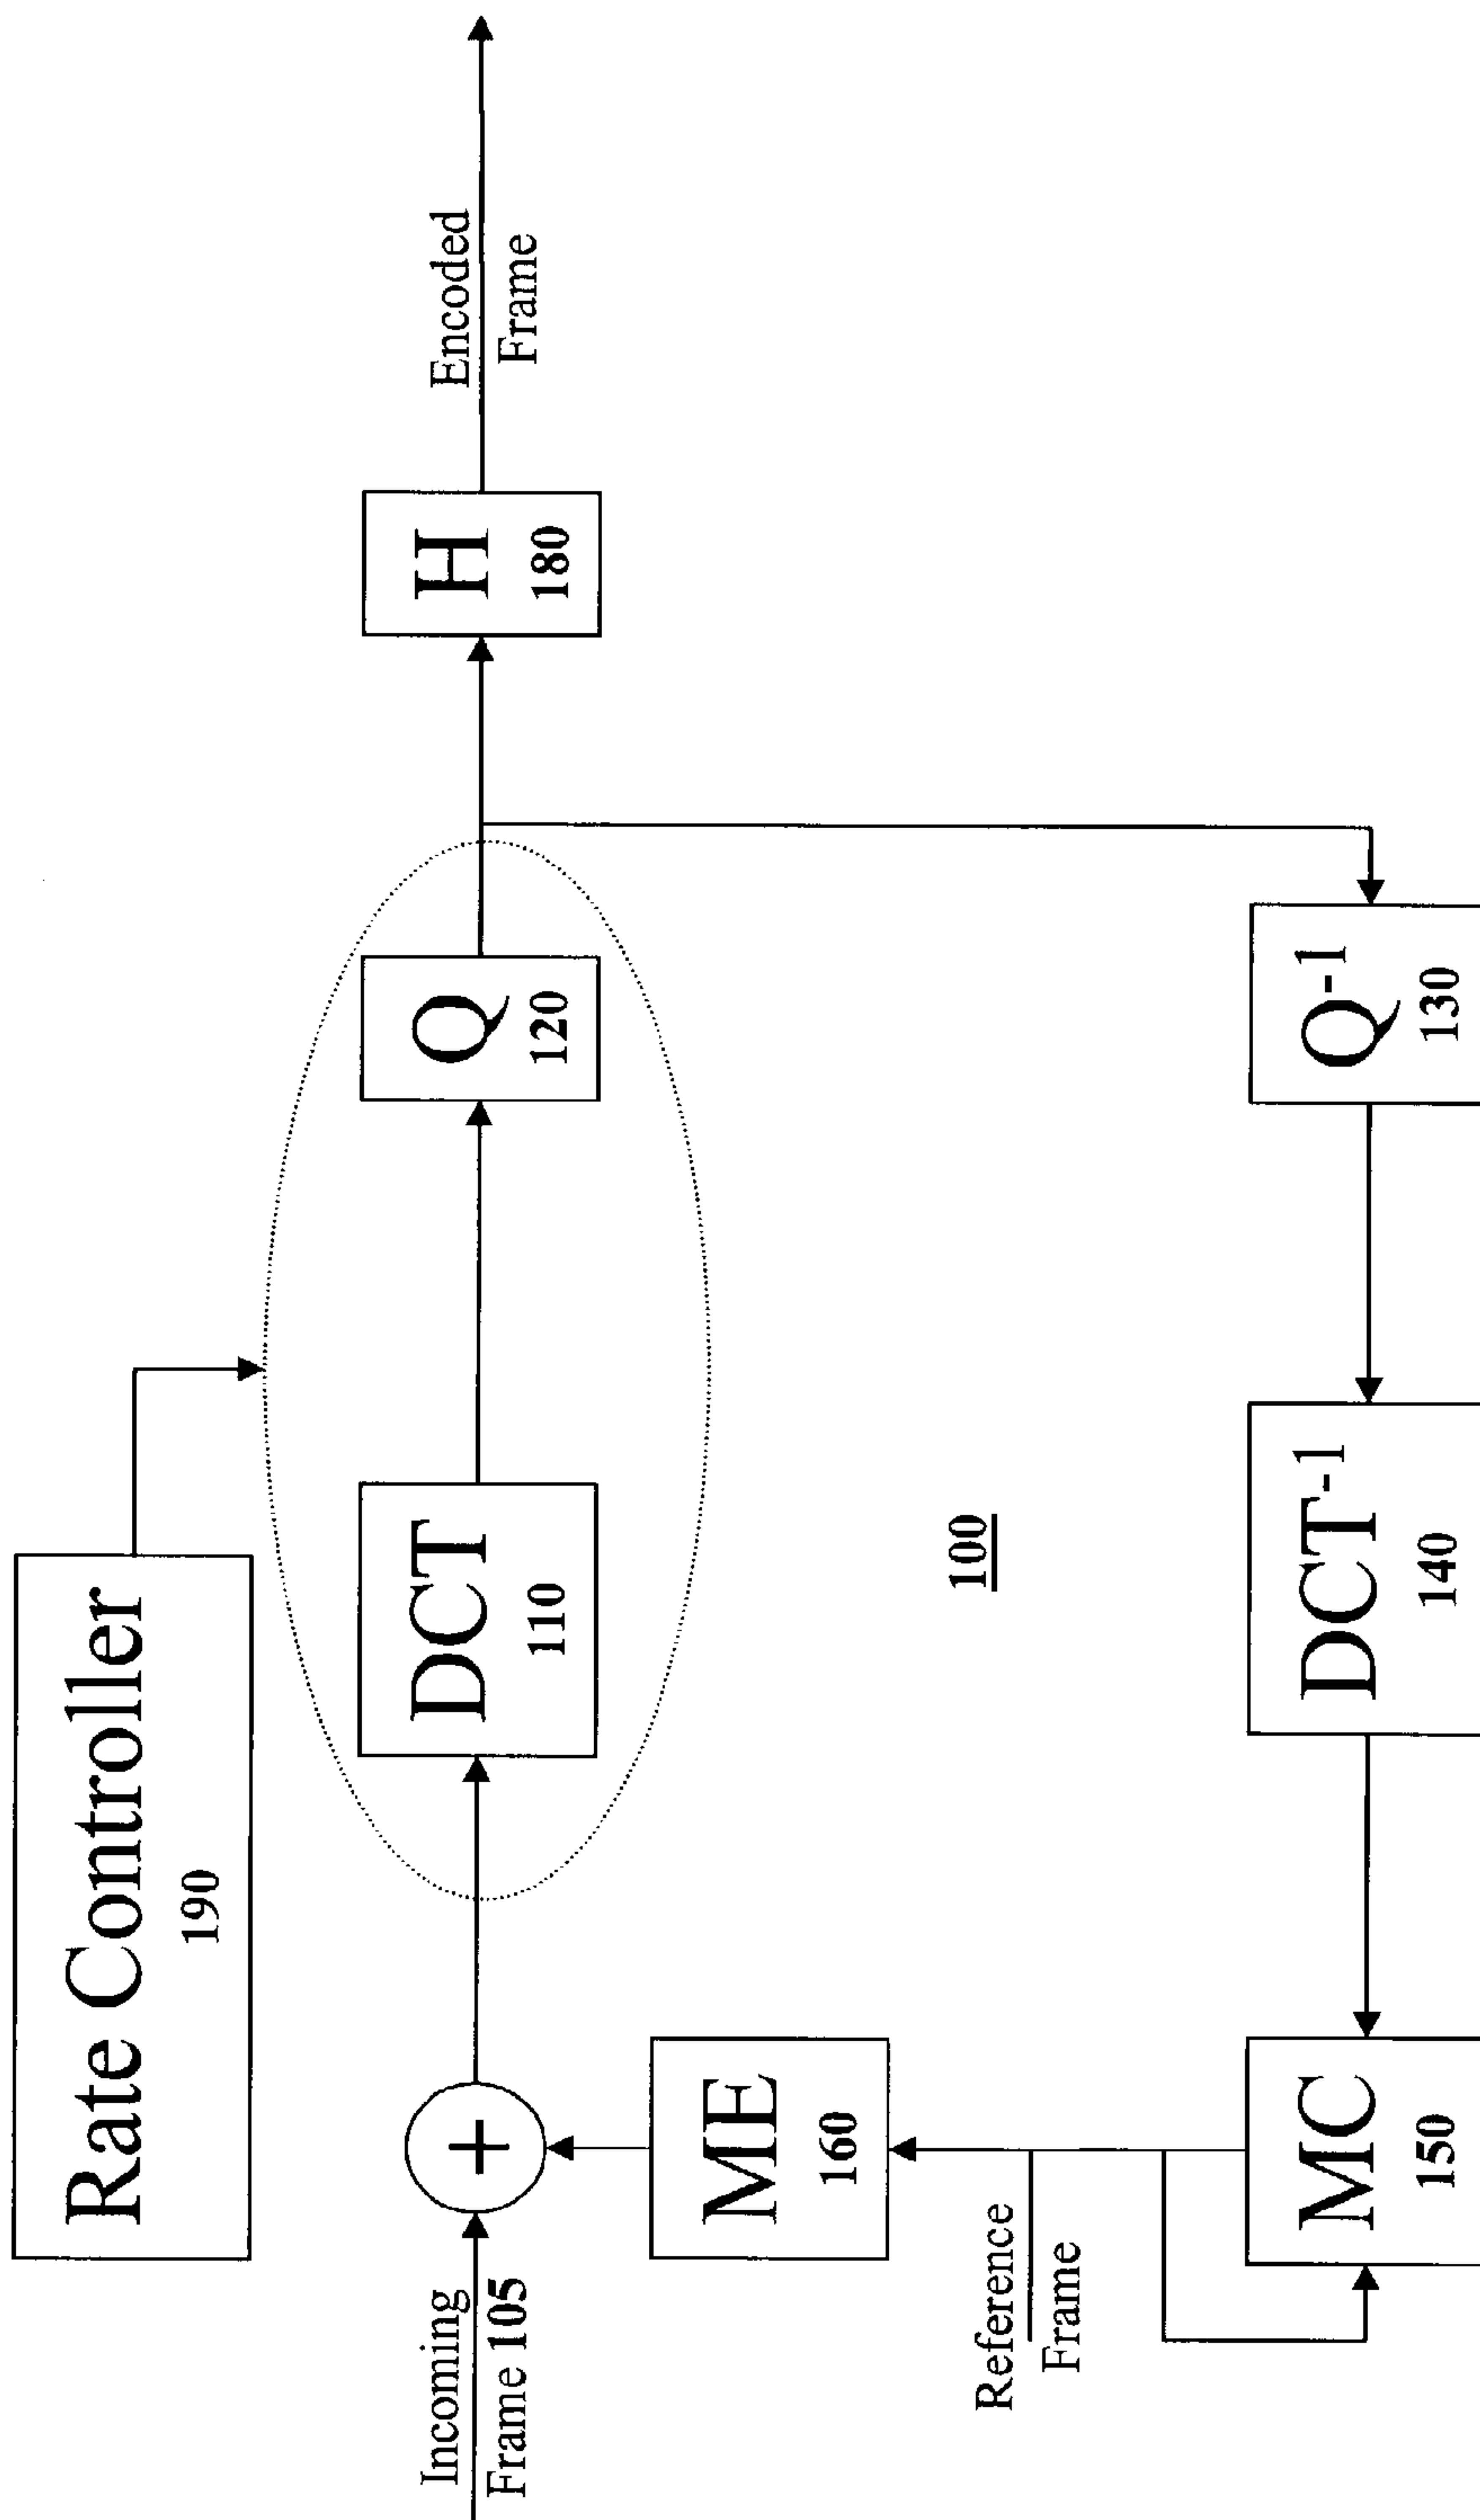 Rate Controller
190
Incoming
Frame 105
+
DCT
110
Q
120
H
180
Encoded
Frame
ME
160
100
Reference
Frame
MC
150
DCT-1
140
Q-1
130